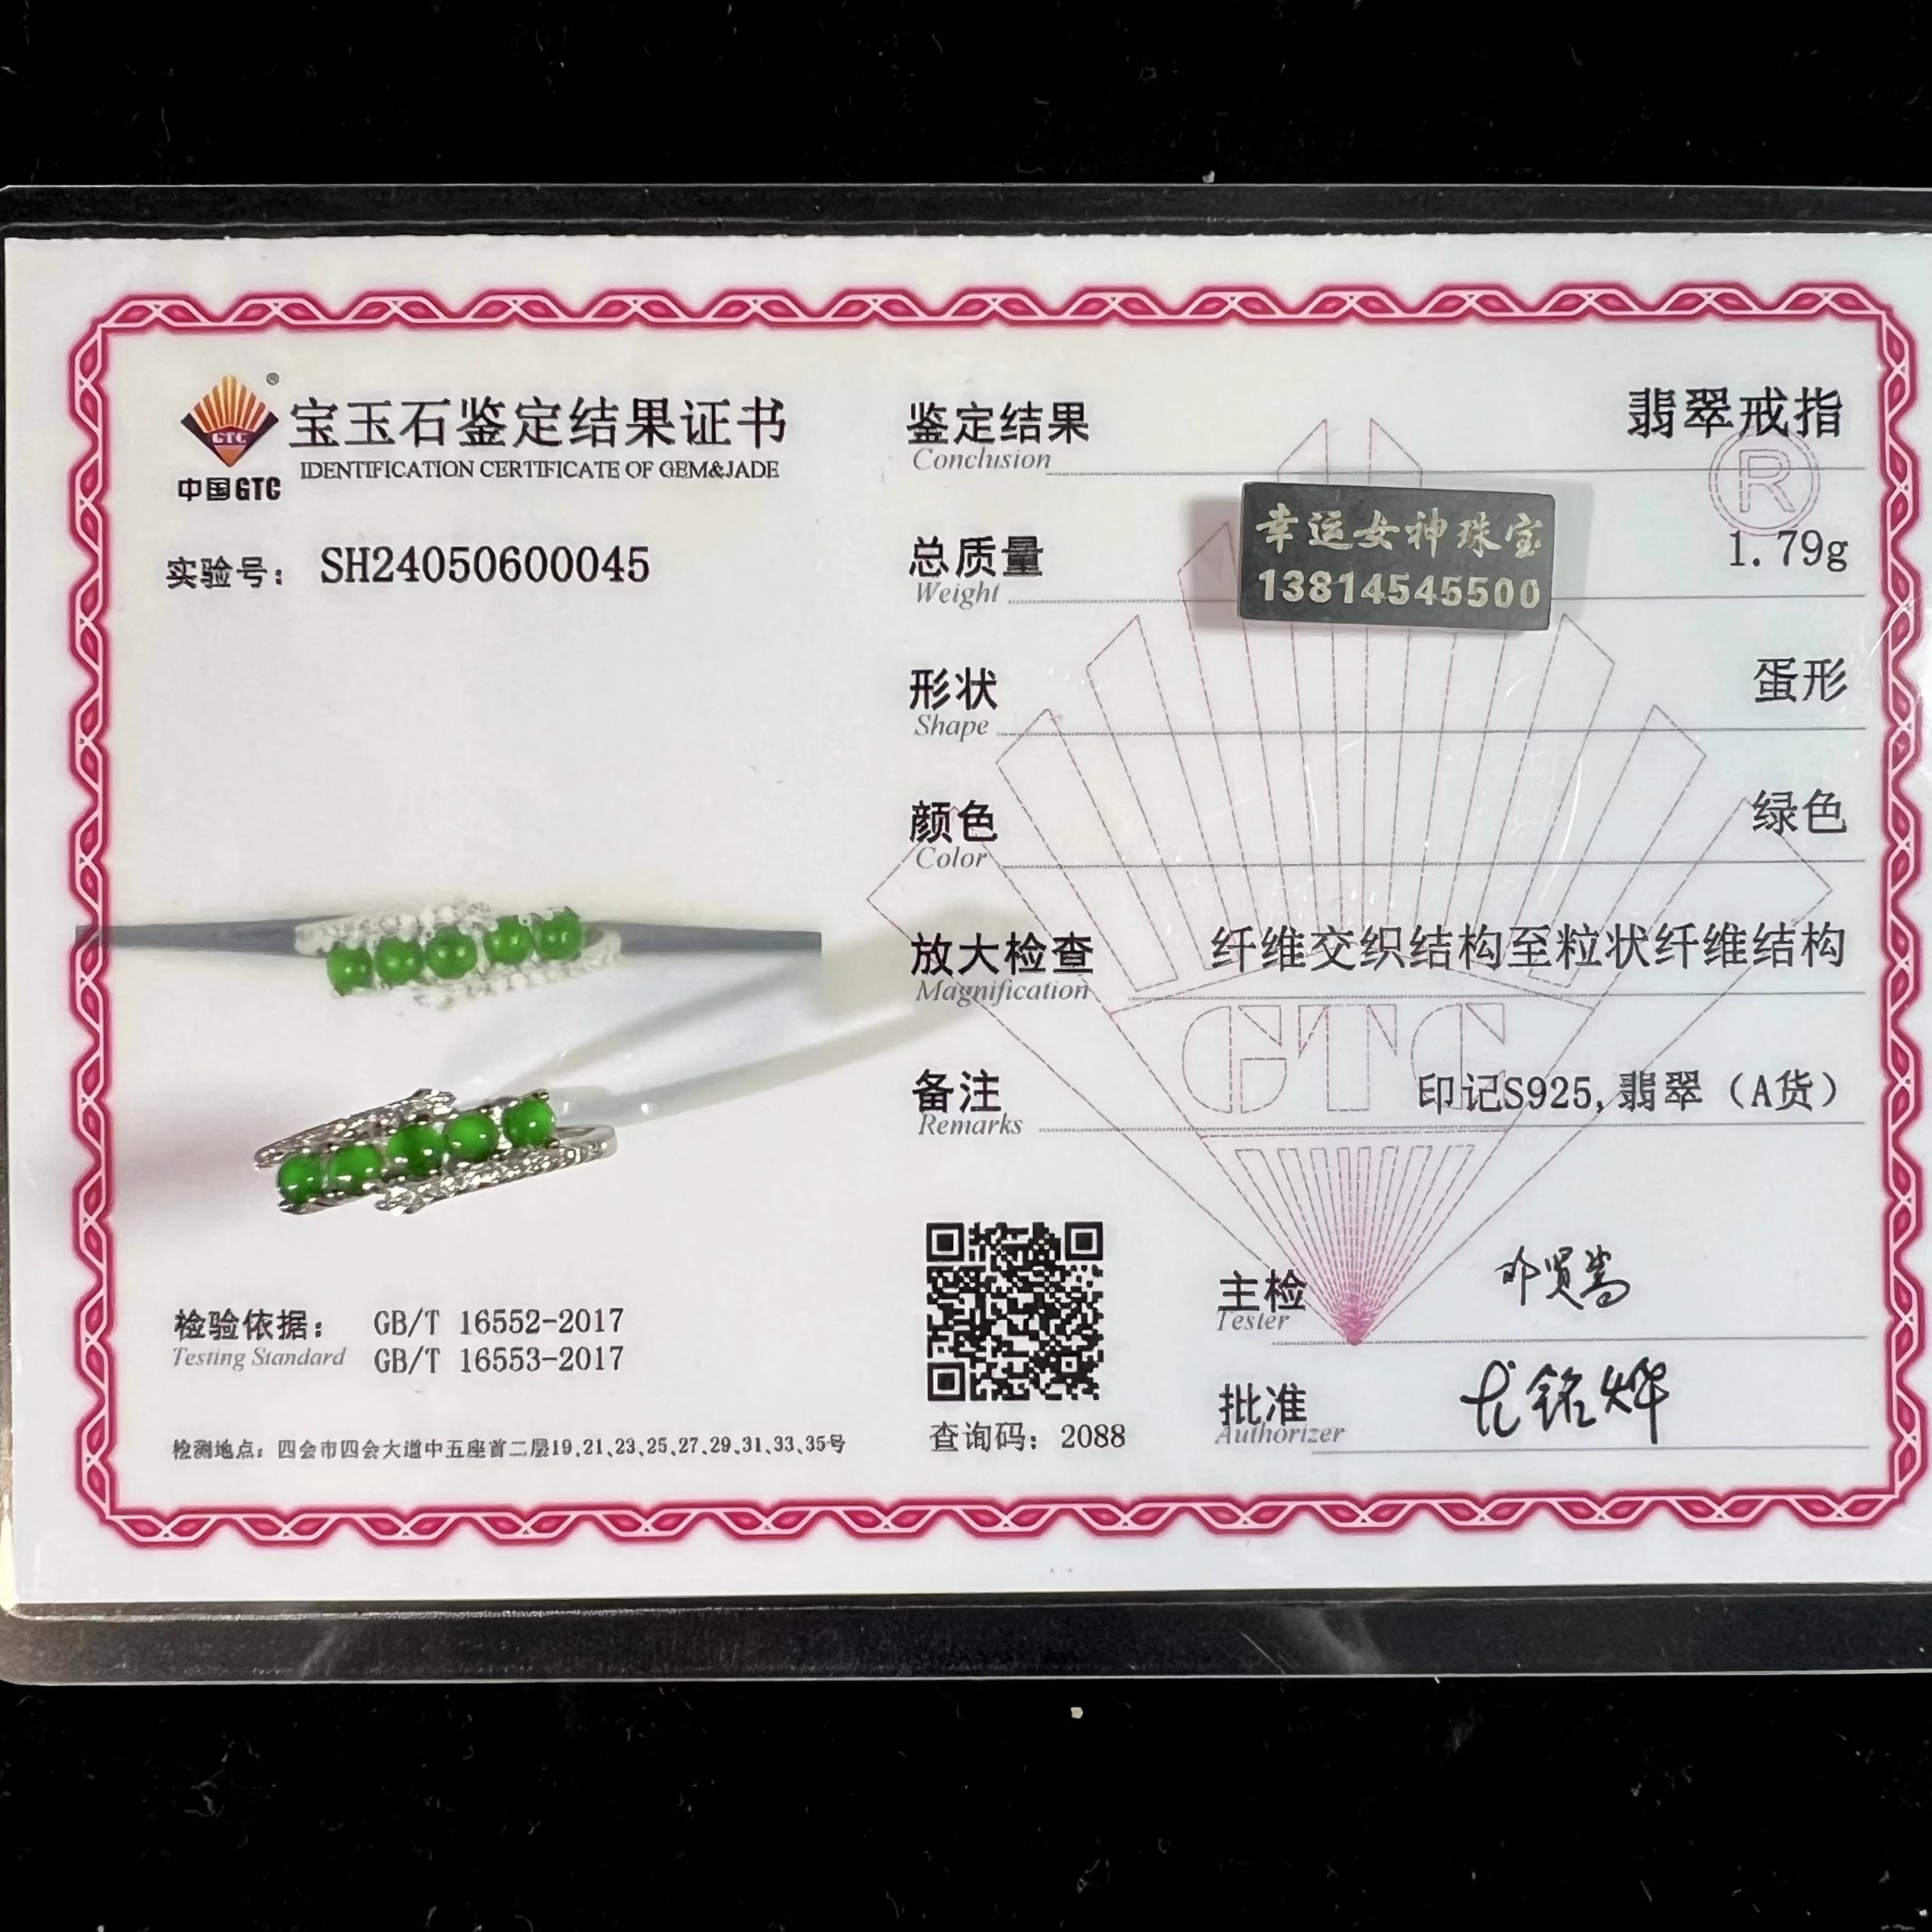 宝玉石鉴定结果证书
IDENTIFICATION CERTIFICATE OF GEM&JADE
GTC
中国GTC
®
实验号: SH24050600045
检验依据: GB/T 16552-2017
Testing Standard GB/T 16553-2017
检测地点: 四会市四会大道中五座首二层19、21、23、25、27、29、31、33、35号
鉴定结果 翡翠戒指
Conclusion
R
总质量 1.79g
Weight
幸运女神珠宝
13814545500
形状 蛋形
Shape
颜色 绿色
Color
放大检查 纤维交织结构至粒状纤维结构
Magnification
GTC
备注 印记S925,翡翠（A货）
Remarks
查询码: 2088
主检
Tester
批准 龙铭烨
Authorizer